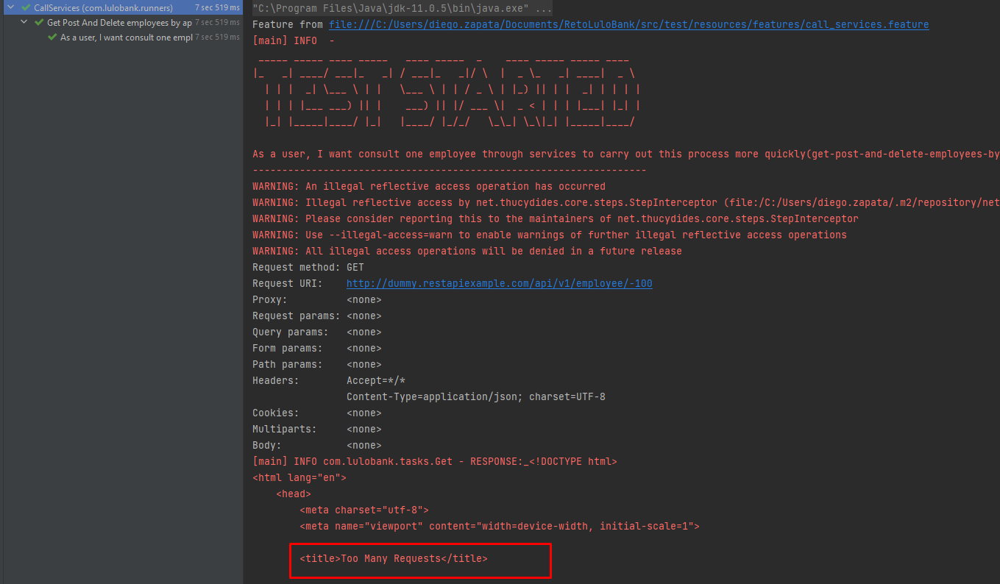 CallServices (com.lulobank.runners) 7 sec 519 ms
Get Post And Delete employees by ap 7 sec 519 ms
As a user, I want consult one empl 7 sec 519 ms
"C:\Program Files\Java\jdk-11.0.5\bin\java.exe" ...
Feature from file:///C:/Users/diego.zapata/Documents/RetoLuloBank/src/test/resources/features/call_services.feature
[main] INFO  -
 _____ _____ ____ _____   ____ _____  _    ____ _____ _____ ____
|_   _| ____/ ___|_   _| / ___|_   _|/ \  |  _ \_   _| ____|  _ \
  | | |  _| \___ \ | |   \___ \ | | / _ \ | |_) || | |  _| | | | |
  | | | |___ ___) || |    ___) || |/ ___ \|  _ < | | | |___| |_| |
  |_| |_____|____/ |_|   |____/ |_/_/   \_\_| \_\|_| |_____|____/
As a user, I want consult one employee through services to carry out this process more quickly(get-post-and-delete-employees-by
-------------------------------------------------------------------
WARNING: An illegal reflective access operation has occurred
WARNING: Illegal reflective access by net.thucydides.core.steps.StepInterceptor (file:/C:/Users/diego.zapata/.m2/repository/net
WARNING: Please consider reporting this to the maintainers of net.thucydides.core.steps.StepInterceptor
WARNING: Use --illegal-access=warn to enable warnings of further illegal reflective access operations
WARNING: All illegal access operations will be denied in a future release
Request method: GET
Request URI:    http://dummy.restapiexample.com/api/v1/employee/-100
Proxy:          <none>
Request params: <none>
Query params:   <none>
Form params:    <none>
Path params:    <none>
Headers:        Accept=*/*
                Content-Type=application/json; charset=UTF-8
Cookies:        <none>
Multiparts:     <none>
Body:           <none>
[main] INFO com.lulobank.tasks.Get - RESPONSE:_<!DOCTYPE html>
<html lang="en">
    <head>
        <meta charset="utf-8">
        <meta name="viewport" content="width=device-width, initial-scale=1">
        <title>Too Many Requests</title>